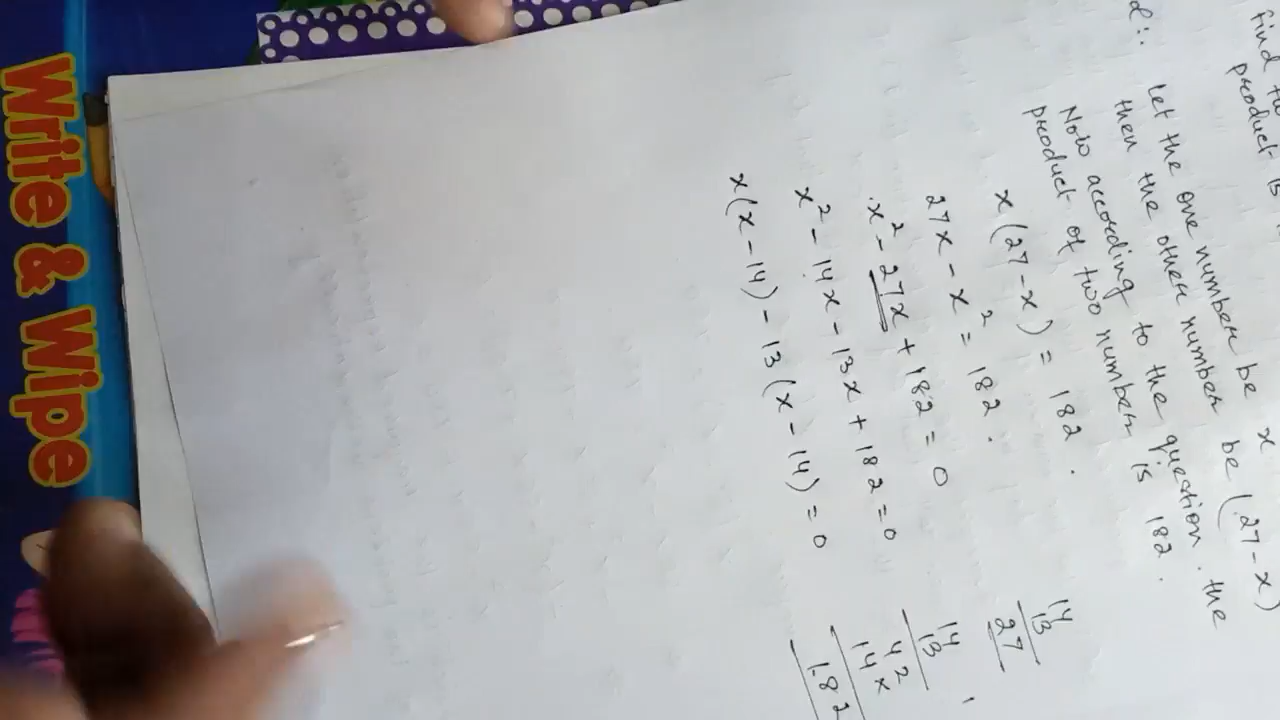 find
product is
let the one number be x
then the other number be (27-x)
Now according to the question. the
product of two number is 182.
x(27-x) = 182.
27x - x² = 182.
x² - 27x + 182 = 0
x² - 14x - 13x + 182 = 0
x(x-14) - 13(x-14) = 0
14
13
27
14
13
42
14x
182
Write & Wipe